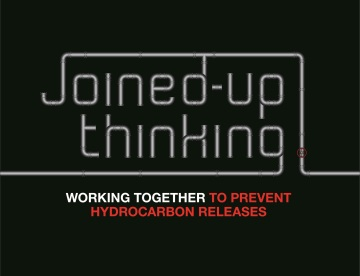 Joined-up
thinking
WORKING TOGETHER TO PREVENT
HYDROCARBON RELEASES